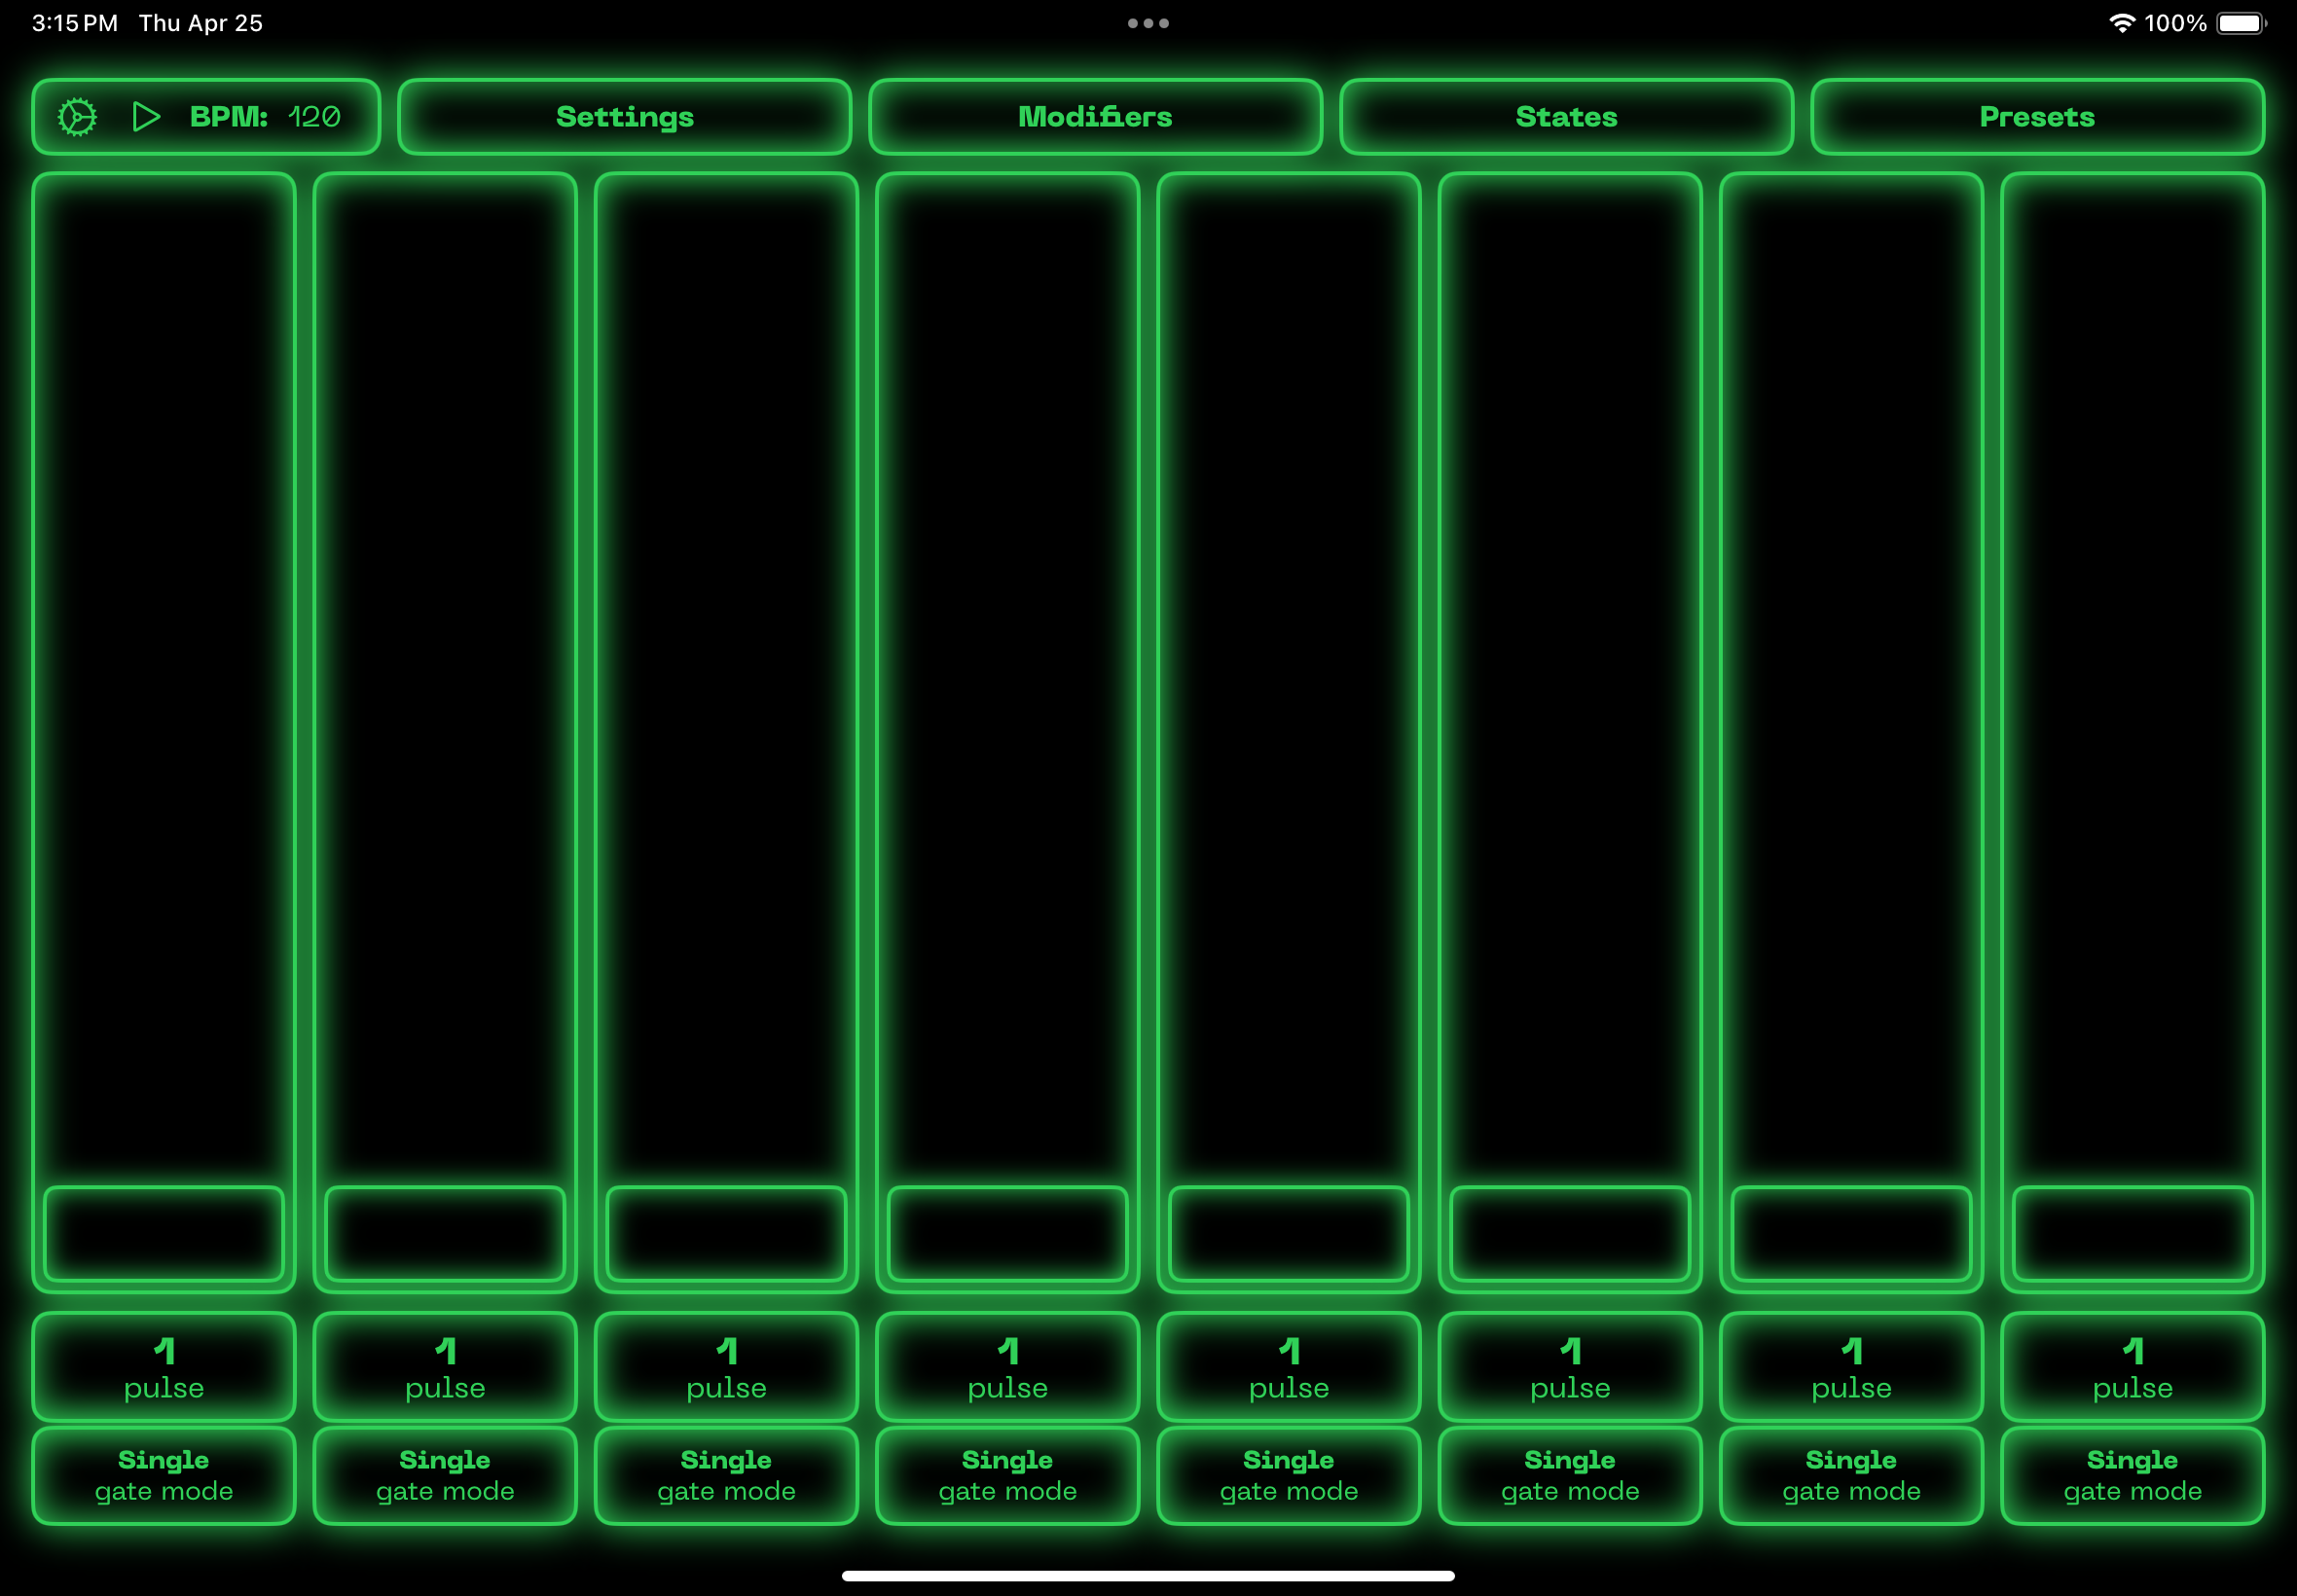 3:15 PM Thu Apr 25 100%
BPM: 120 Settings Modifiers States Presets
1 1 1 1 1 1 1 1
pulse pulse pulse pulse pulse pulse pulse pulse
Single Single Single Single Single Single Single Single
gate mode gate mode gate mode gate mode gate mode gate mode gate mode gate mode